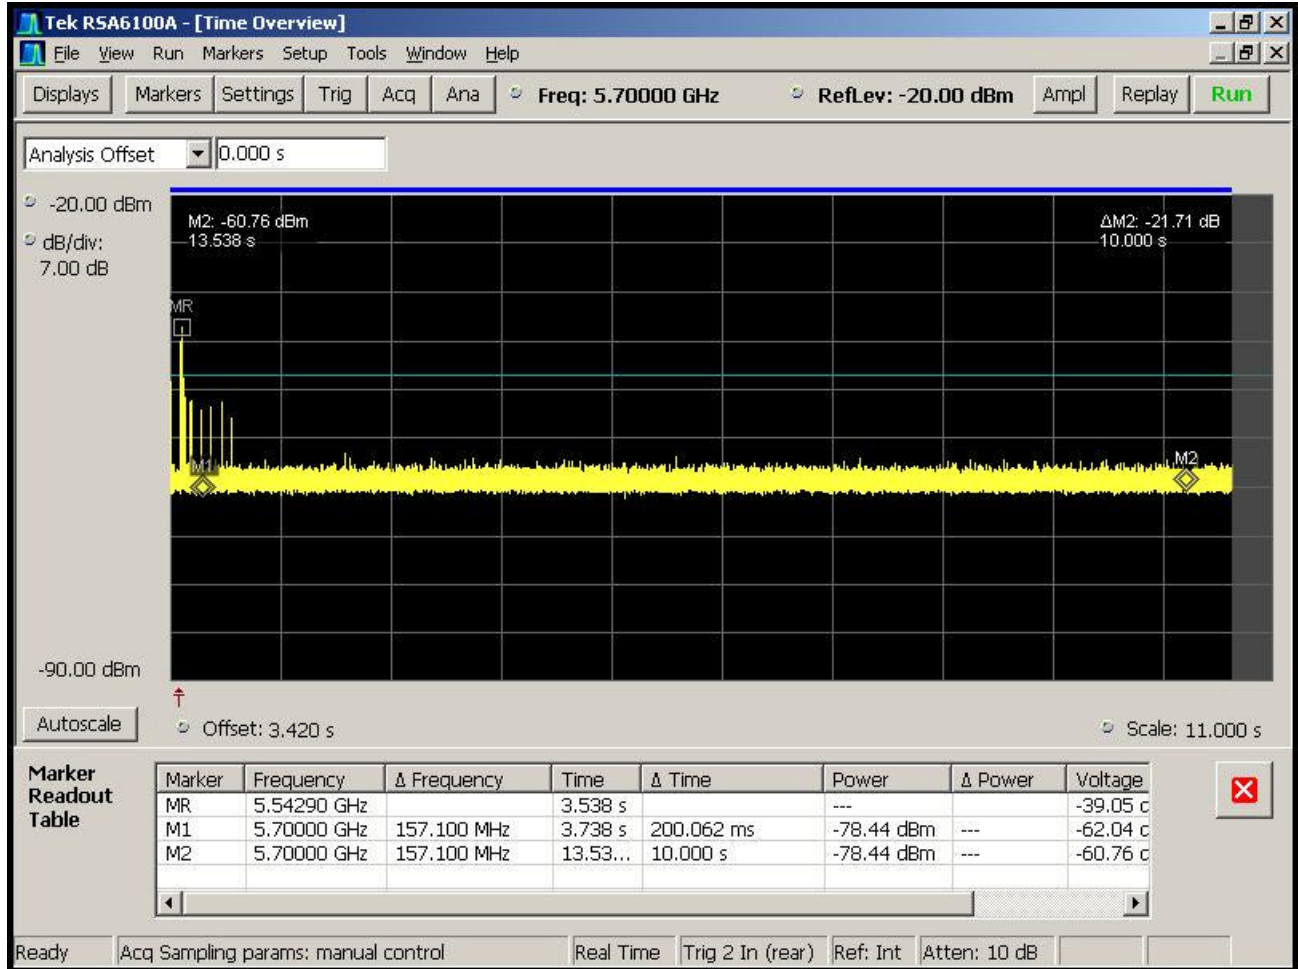 Tek RSA6100A - [Time Overview]
File View Run Markers Setup Tools Window Help
Displays Markers Settings Trig Acq Ana Freq: 5.70000 GHz RefLev: -20.00 dBm Ampl Replay Run
Analysis Offset 0.000 s
-20.00 dBm
dB/div:
7.00 dB
M2: -60.76 dBm
13.538 s
ΔM2: -21.71 dB
10.000 s
MR
M1
M2
-90.00 dBm
Autoscale Offset: 3.420 s Scale: 11.000 s
Marker
Readout
Table
Marker Frequency Δ Frequency Time Δ Time Power Δ Power Voltage
MR 5.54290 GHz 3.538 s --- -39.05 d
M1 5.70000 GHz 157.100 MHz 3.738 s 200.062 ms -78.44 dBm --- -62.04 d
M2 5.70000 GHz 157.100 MHz 13.53... 10.000 s -78.44 dBm --- -60.76 d
Ready Acq Sampling params: manual control Real Time Trig 2 In (rear) Ref: Int Atten: 10 dB